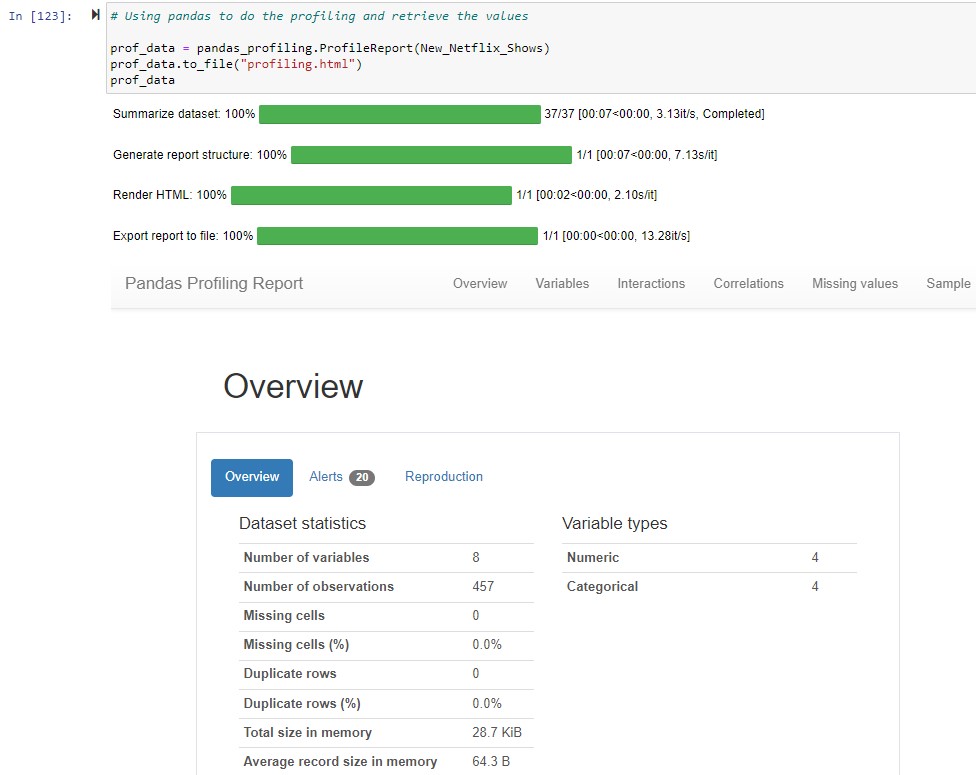 In [123]:
# Using pandas to do the profiling and retrieve the values
prof_data = pandas_profiling.ProfileReport(New_Netflix_Shows)
prof_data.to_file("profiling.html")
prof_data
Summarize dataset: 100% 37/37 [00:07<00:00, 3.13it/s, Completed]
Generate report structure: 100% 1/1 [00:07<00:00, 7.13s/it]
Render HTML: 100% 1/1 [00:02<00:00, 2.10s/it]
Export report to file: 100% 1/1 [00:00<00:00, 13.28it/s]
Pandas Profiling Report Overview Variables Interactions Correlations Missing values Sample
Overview
Overview Alerts 20 Reproduction
Dataset statistics
Number of variables 8
Number of observations 457
Missing cells 0
Missing cells (%) 0.0%
Duplicate rows 0
Duplicate rows (%) 0.0%
Total size in memory 28.7 KiB
Average record size in memory 64.3 B
Variable types
Numeric 4
Categorical 4